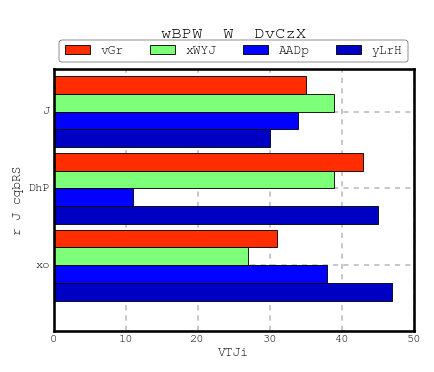 wBPW  W  DvCzX
vGr xWYJ AADp yLrH
J
DhP
xo
r J cqbRS
0 10 20 30 40 50
VTJi